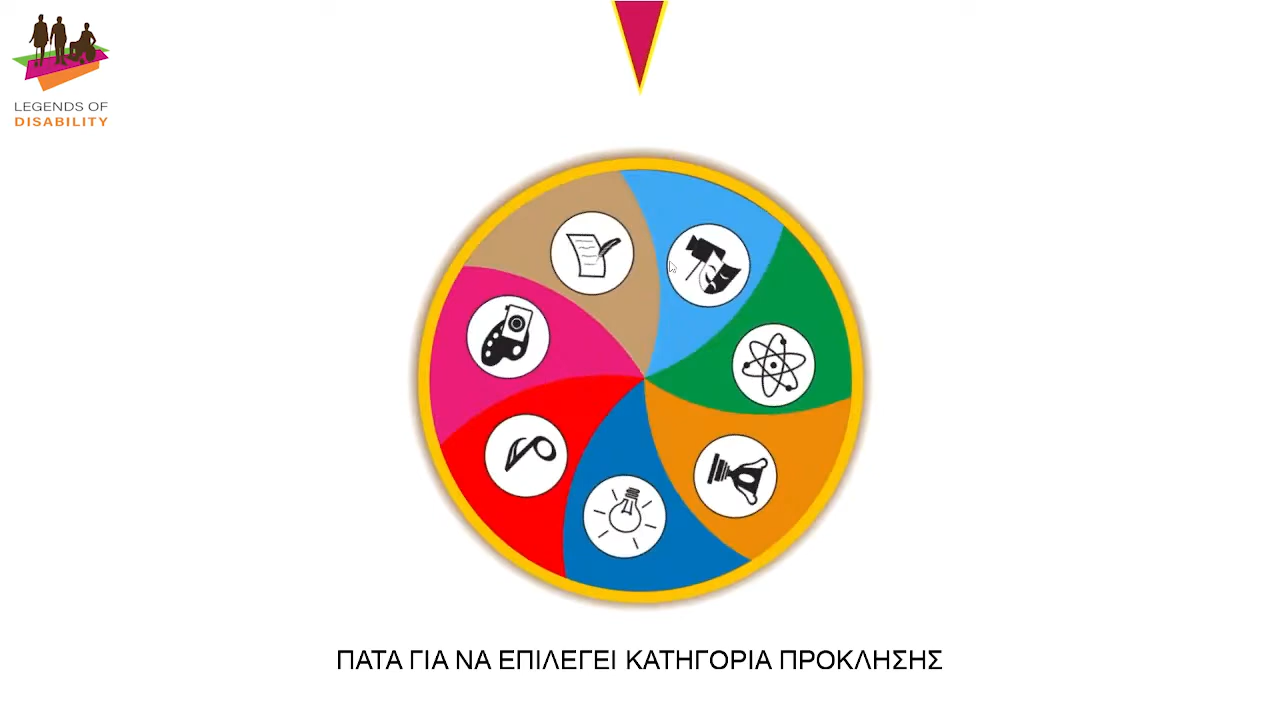 LEGENDS OF
DISABILITY
ΠΑΤΑ ΓΙΑ ΝΑ ΕΠΙΛΕΓΕΙ ΚΑΤΗΓΟΡΙΑ ΠΡΟΚΛΗΣΗΣ